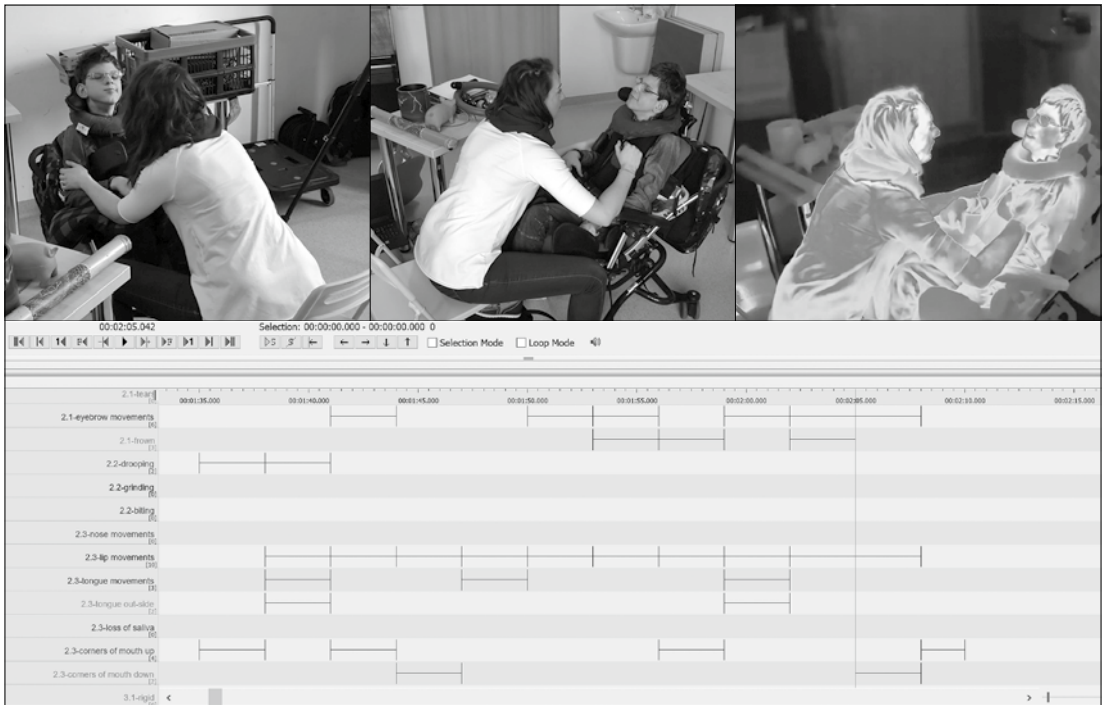 00:02:05.042
Selection: 00:00:00.000 - 00:00:00.000 0
Selection Mode
Loop Mode
2.1-tears
00:01:35.000 00:01:40.000 00:01:45.000 00:01:50.000 00:01:55.000 00:02:00.000 00:02:05.000 00:02:10.000 00:02:15.000
2.1-eyebrow movements
2.1-frown
2.2-drooping
2.2-grinding
2.2-biting
2.3-nose movements
2.3-lip movements
2.3-tongue movements
2.3-tongue out-side
2.3-loss of saliva
2.3-corners of mouth up
2.3-corners of mouth down
3.1-rigid